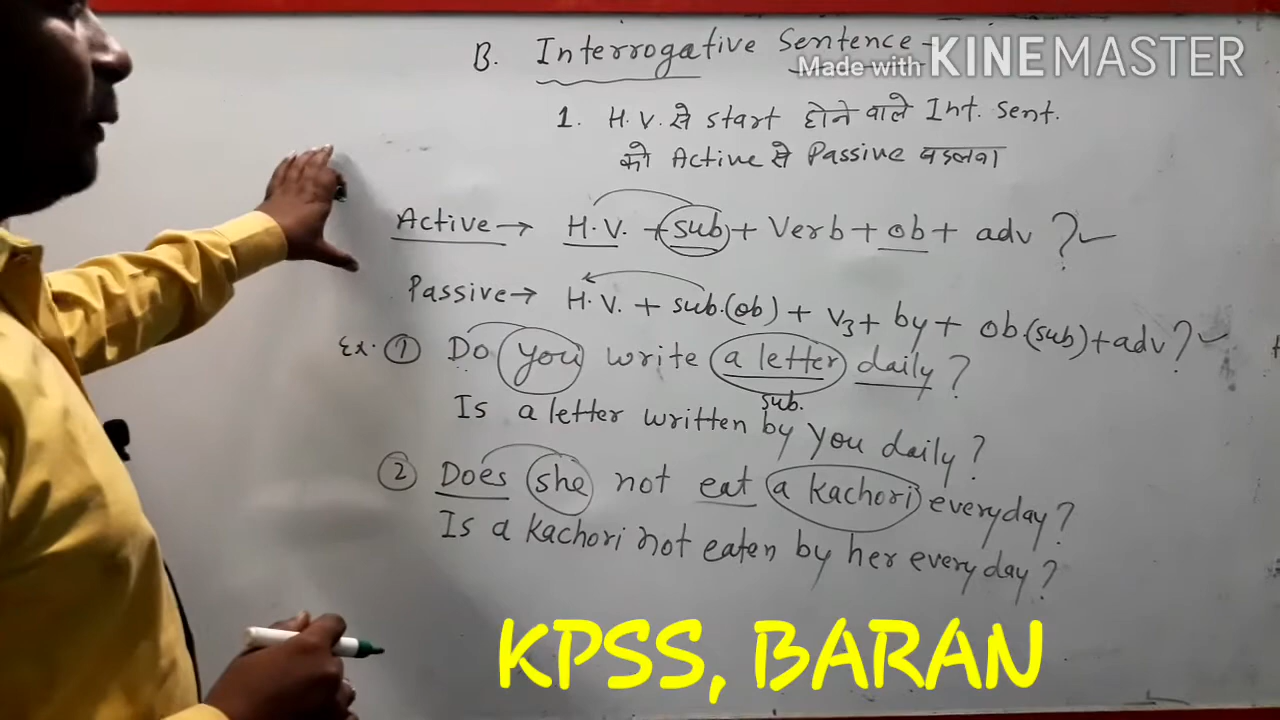 B. Interrogative Sentence-
Made with KINEMASTER
1. H.V. से start होने वाले Int. Sent.
को Active से Passive बदलना
Active → H.V. + sub + Verb + ob + adv ?
Passive → H.V. + sub.(ob) + V3 + by + ob.(sub) + adv ?
Ex. ① Do you write a letter daily ?
sub.
Is a letter written by you daily ?
② Does she not eat a kachori everyday ?
Is a kachori not eaten by her everyday ?
KPSS, BARAN